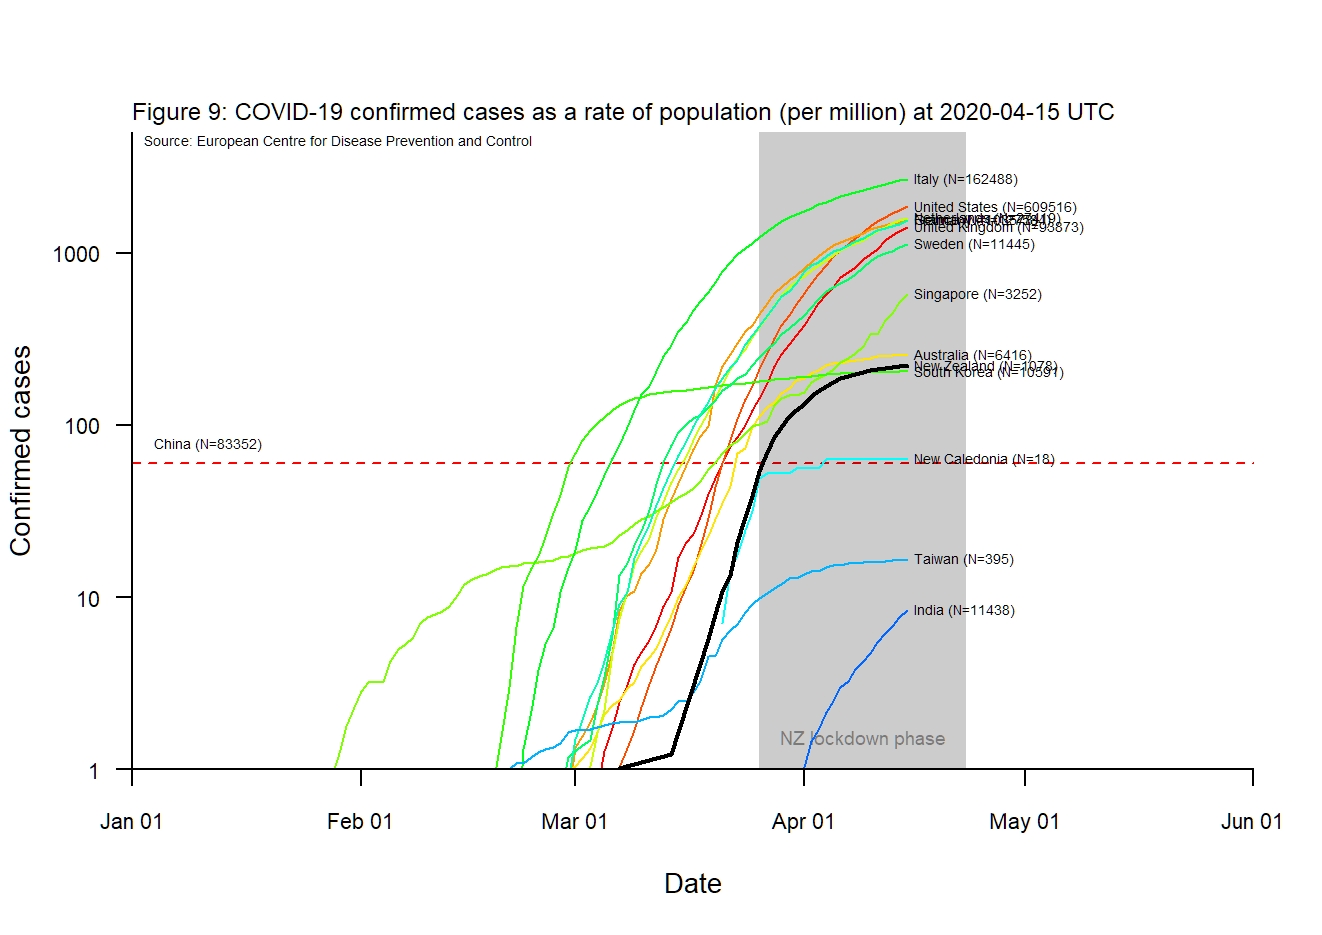 Figure 9: COVID-19 confirmed cases as a rate of population (per million) at 2020-04-15 UTC
Source: European Centre for Disease Prevention and Control
Italy (N=162488)
United States (N=609516)
United Kingdom (N=93873)
Sweden (N=11445)
1000
Singapore (N=3252)
Australia (N=6416)
New Zealand (N=1078)
South Korea (N=10591)
100
China (N=83352)
New Caledonia (N=18)
Taiwan (N=395)
10
India (N=11438)
NZ lockdown phase
1
Confirmed cases
Jan 01 Feb 01 Mar 01 Apr 01 May 01 Jun 01
Date